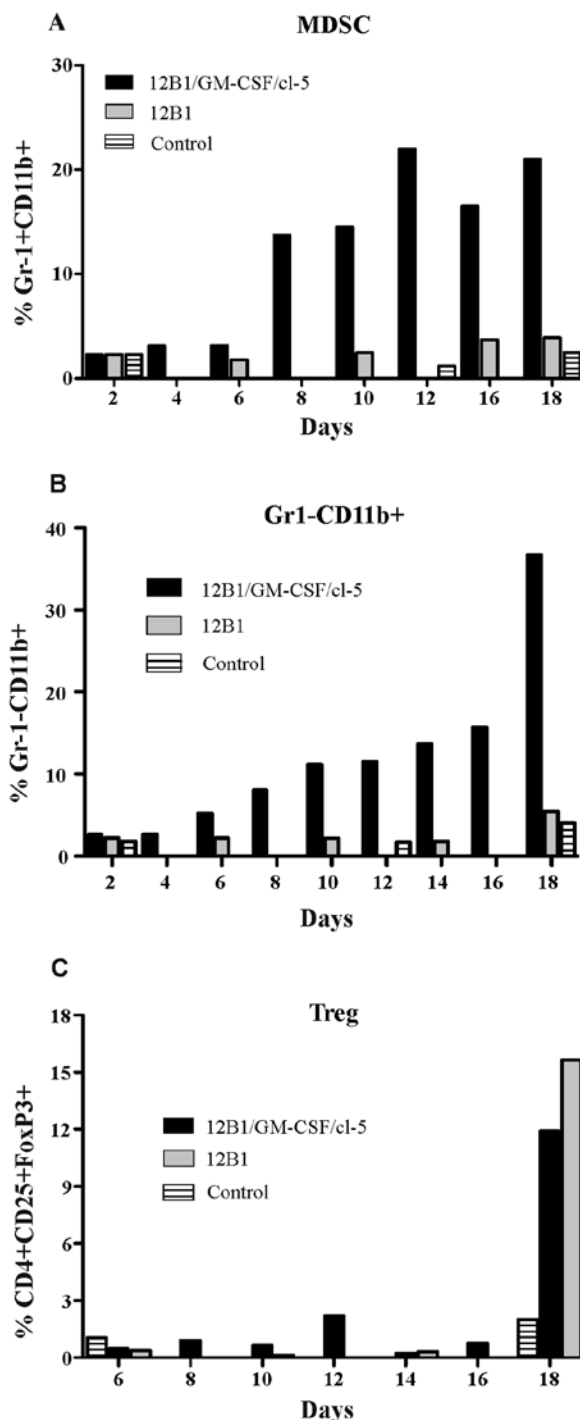 A
MDSC
30
12B1/GM-CSF/cl-5
12B1
Control
20
% Gr-1+CD11b+
10
0
2 4 6 8 10 12 16 18
Days
B
Gr1-CD11b+
40
12B1/GM-CSF/cl-5
30
12B1
Control
20
% Gr-1-CD11b+
10
0
2 4 6 8 10 12 14 16 18
Days
C
18
Treg
15
12B1/GM-CSF/cl-5
12
12B1
Control
9
% CD4+CD25+FoxP3+
6
3
0
6 8 10 12 14 16 18
Days